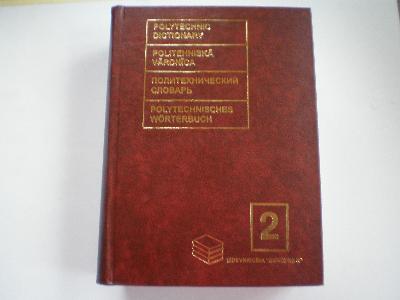 POLYTECHNIC
DICTIONARY
POLITEHNISKĀ
VĀRDNĪCA
ПОЛИТЕХНИЧЕСКИЙ
СЛОВАРЬ
POLYTECHNISCHES
WÖRTERBUCH
2